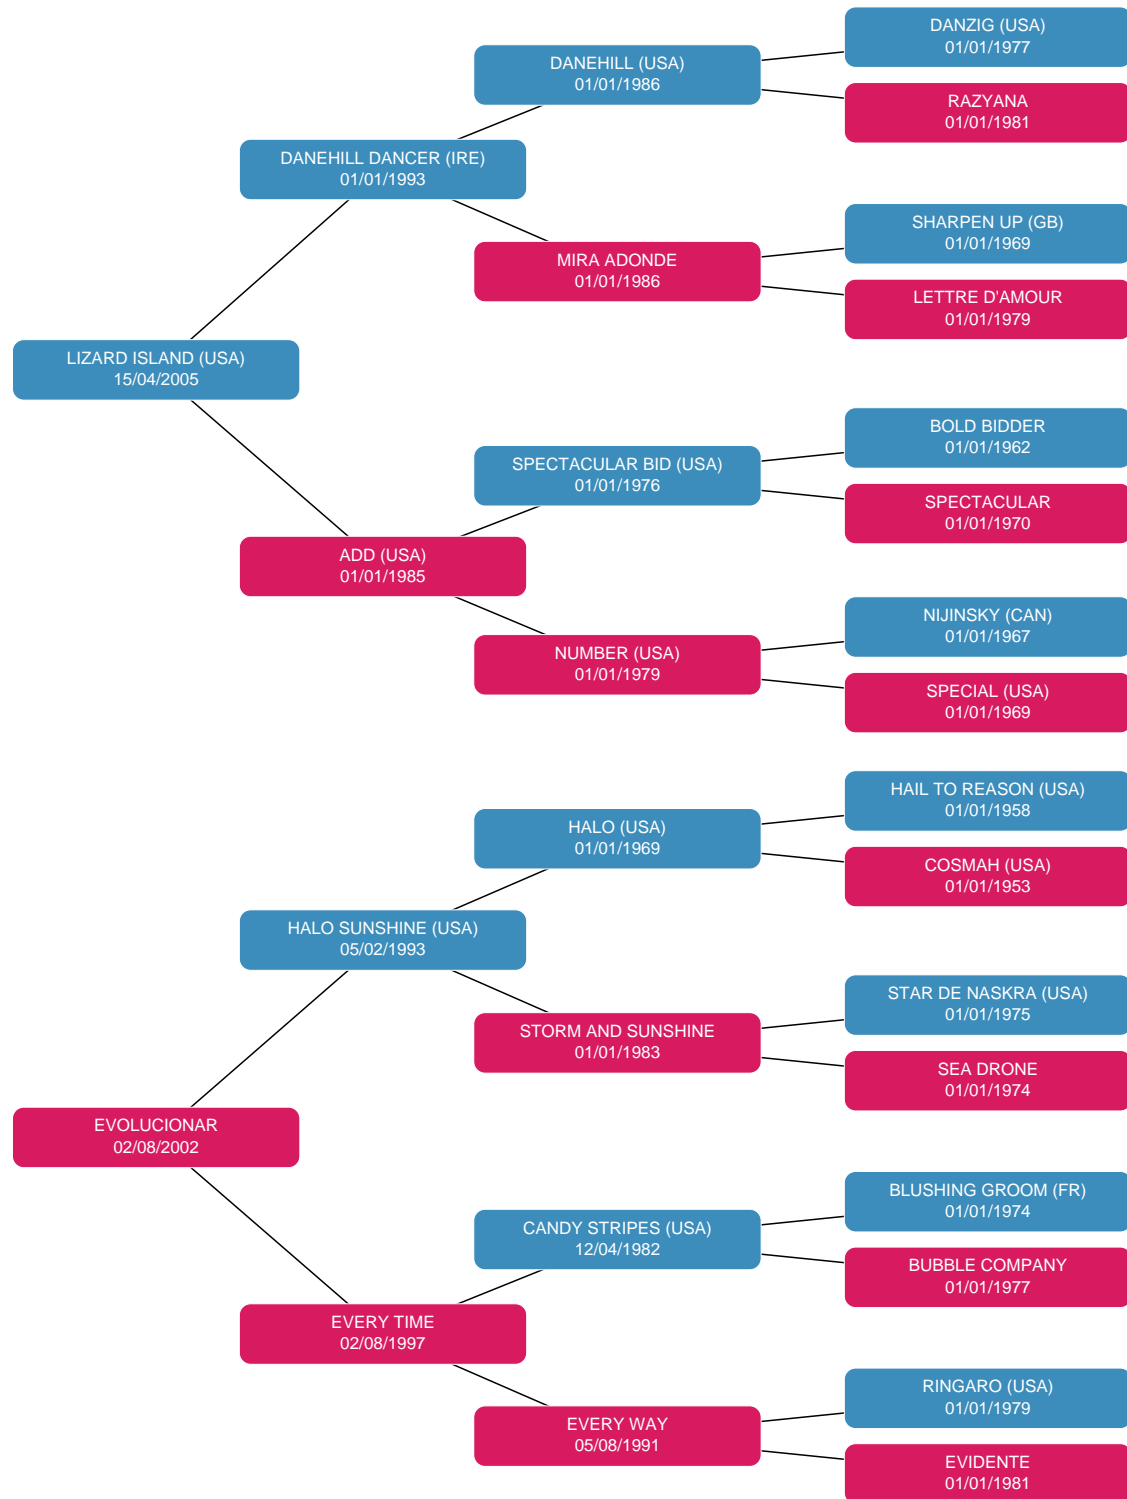 DANZIG (USA)
01/01/1977
DANEHILL (USA)
01/01/1986
RAZYANA
01/01/1981
DANEHILL DANCER (IRE)
01/01/1993
SHARPEN UP (GB)
01/01/1969
MIRA ADONDE
01/01/1986
LETTRE D'AMOUR
01/01/1979
LIZARD ISLAND (USA)
15/04/2005
BOLD BIDDER
01/01/1962
SPECTACULAR BID (USA)
01/01/1976
SPECTACULAR
01/01/1970
ADD (USA)
01/01/1985
NIJINSKY (CAN)
01/01/1967
NUMBER (USA)
01/01/1979
SPECIAL (USA)
01/01/1969
HAIL TO REASON (USA)
01/01/1958
HALO (USA)
01/01/1969
COSMAH (USA)
01/01/1953
HALO SUNSHINE (USA)
05/02/1993
STAR DE NASKRA (USA)
01/01/1975
STORM AND SUNSHINE
01/01/1983
SEA DRONE
01/01/1974
EVOLUCIONAR
02/08/2002
BLUSHING GROOM (FR)
01/01/1974
CANDY STRIPES (USA)
12/04/1982
BUBBLE COMPANY
01/01/1977
EVERY TIME
02/08/1997
RINGARO (USA)
01/01/1979
EVERY WAY
05/08/1991
EVIDENTE
01/01/1981